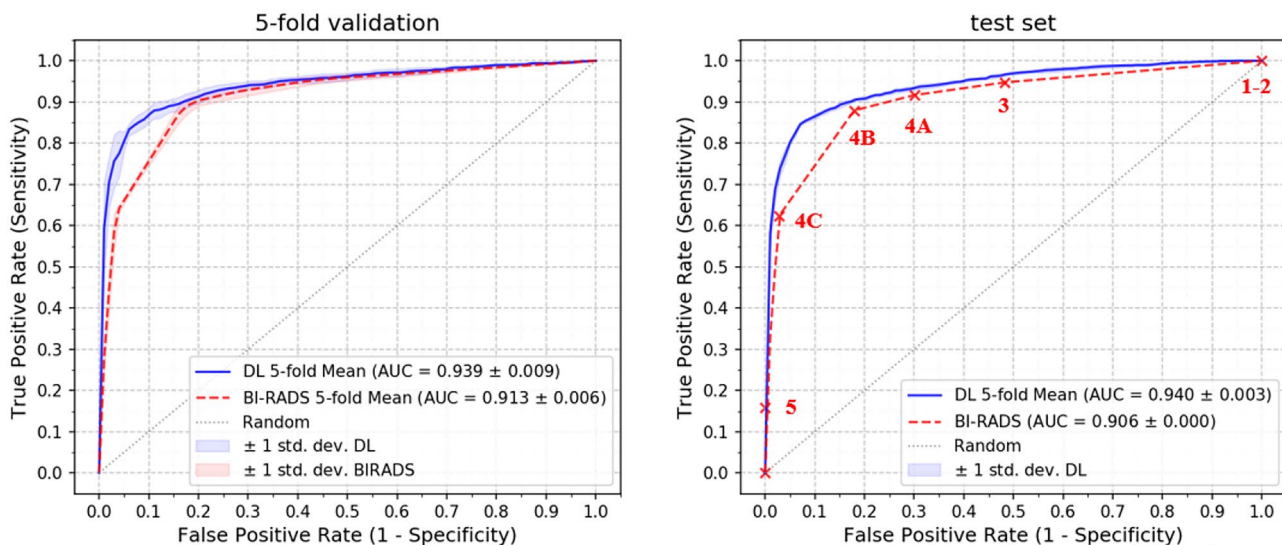 5-fold validation
True Positive Rate (Sensitivity)
1.0
0.9
0.8
0.7
0.6
0.5
0.4
0.3
0.2
0.1
0.0
DL 5-fold Mean (AUC = 0.939 ± 0.009)
BI-RADS 5-fold Mean (AUC = 0.913 ± 0.006)
Random
± 1 std. dev. DL
± 1 std. dev. BIRADS
0.0 0.1 0.2 0.3 0.4 0.5 0.6 0.7 0.8 0.9 1.0
False Positive Rate (1 - Specificity)
test set
True Positive Rate (Sensitivity)
1.0
0.9
0.8
0.7
0.6
0.5
0.4
0.3
0.2
0.1
0.0
1-2
3
4A
4B
4C
5
DL 5-fold Mean (AUC = 0.940 ± 0.003)
BI-RADS (AUC = 0.906 ± 0.000)
Random
± 1 std. dev. DL
0.0 0.1 0.2 0.3 0.4 0.5 0.6 0.7 0.8 0.9 1.0
False Positive Rate (1 - Specificity)